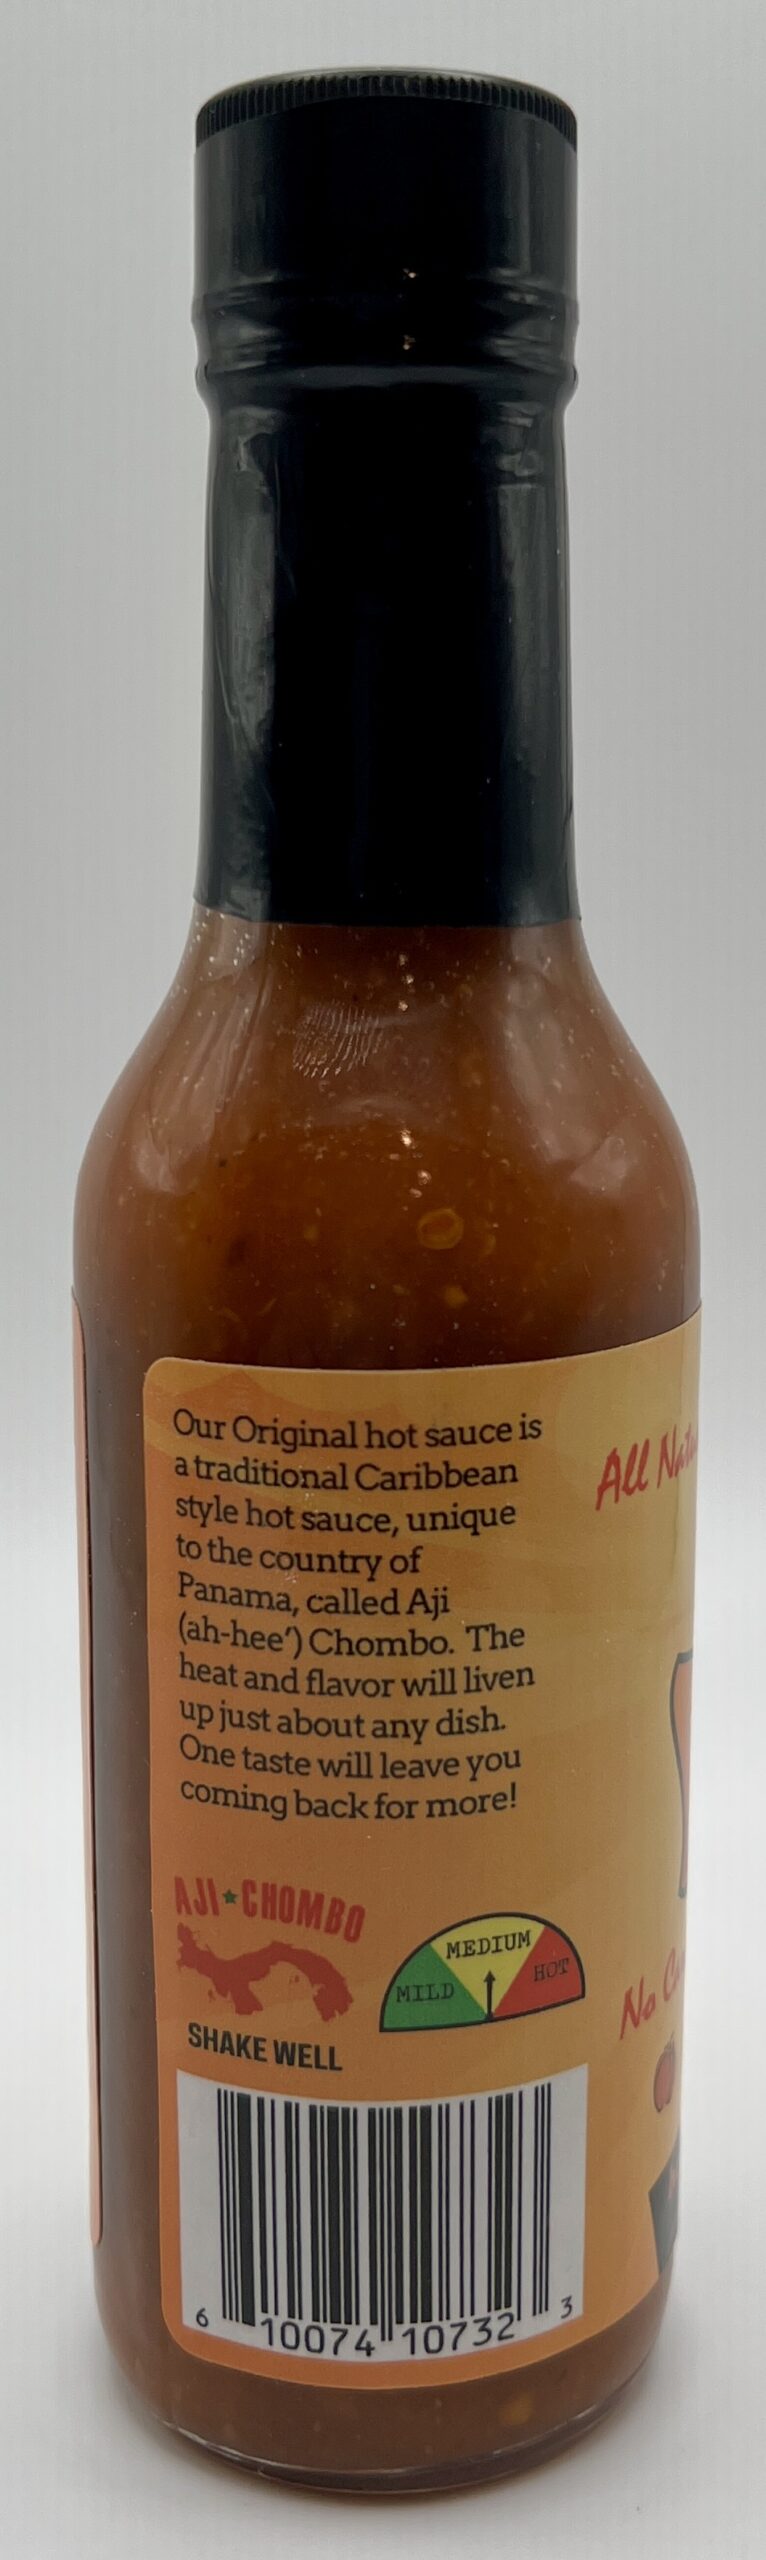 Our Original hot sauce is
a traditional Caribbean
style hot sauce, unique
to the country of
Panama, called Aji
(ah-hee') Chombo. The
heat and flavor will liven
up just about any dish.
One taste will leave you
coming back for more!
AJI★CHOMBO
MILD MEDIUM HOT
SHAKE WELL
6 10074 10732 3
All
No